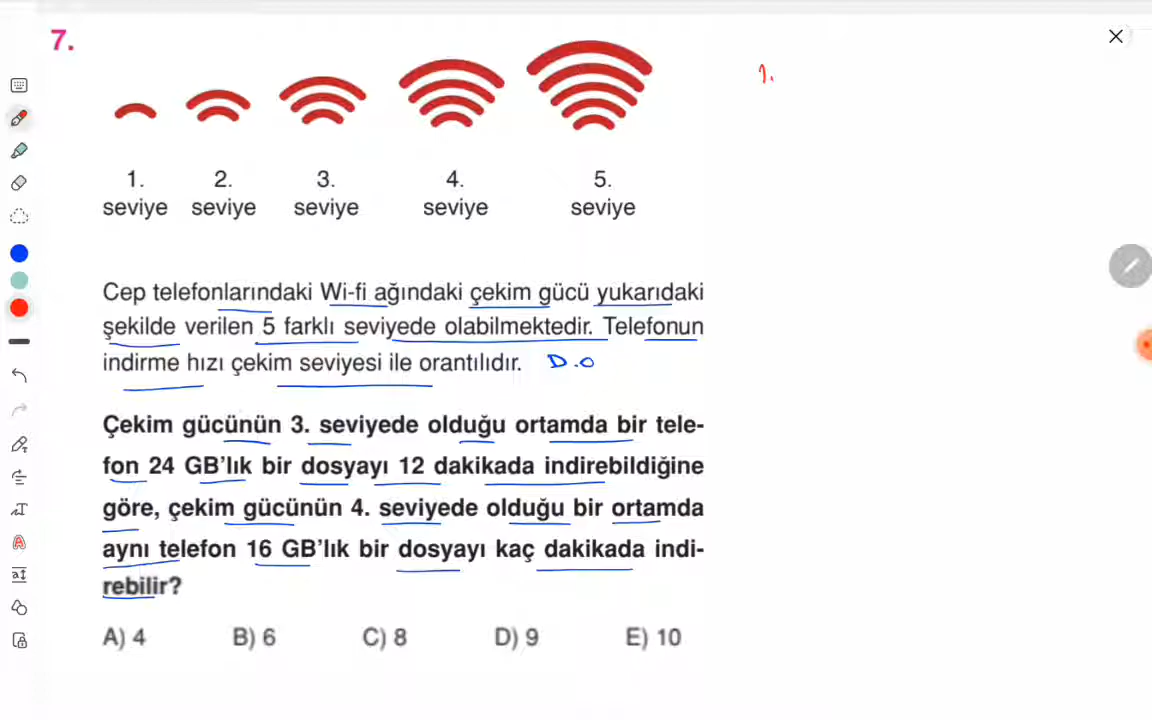 7.
1.
1. 2. 3. 4. 5.
seviye seviye seviye seviye seviye
Cep telefonlarındaki Wi-fi ağındaki çekim gücü yukarıdaki
şekilde verilen 5 farklı seviyede olabilmektedir. Telefonun
indirme hızı çekim seviyesi ile orantılıdır. D.O
Çekim gücünün 3. seviyede olduğu ortamda bir tele-
fon 24 GB'lık bir dosyayı 12 dakikada indirebildiğine
göre, çekim gücünün 4. seviyede olduğu bir ortamda
aynı telefon 16 GB'lık bir dosyayı kaç dakikada indi-
rebilir?
A) 4 B) 6 C) 8 D) 9 E) 10